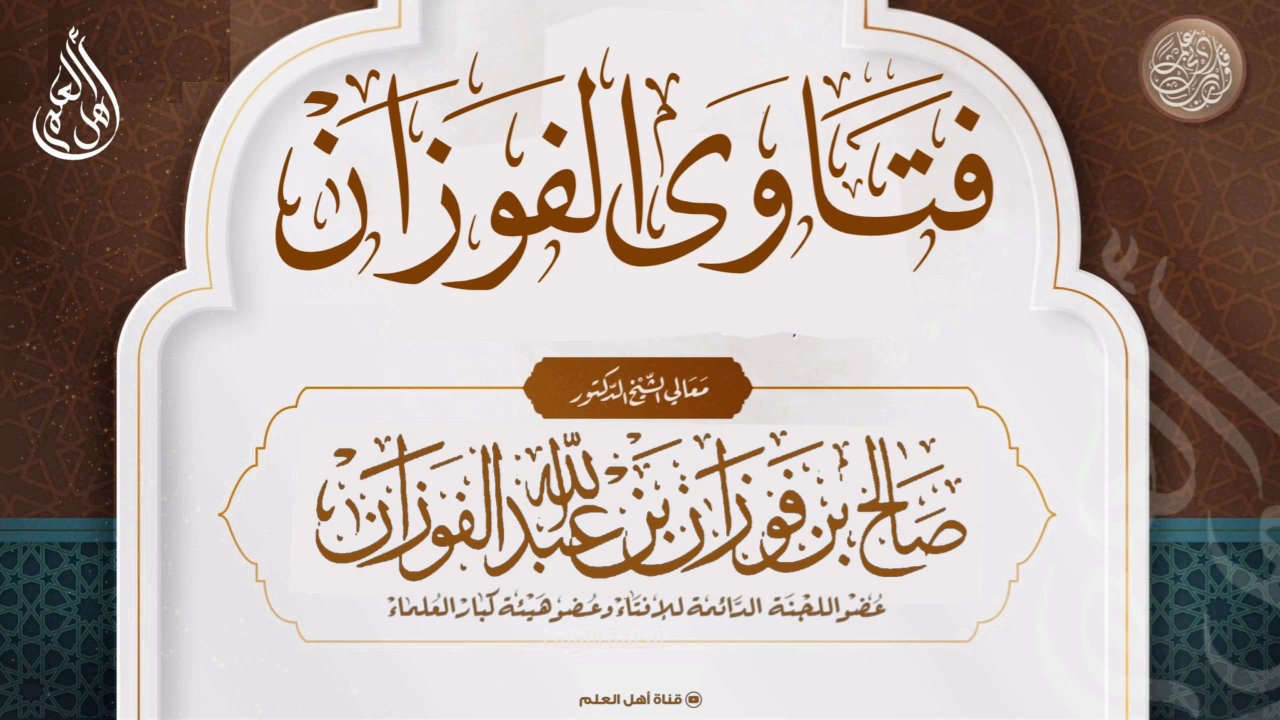 أهل العلم
فتاوى الفوزان
معالي الشيخ الدكتور
صالح بن فوزان بن عبد الله الفوزان
عضو اللجنة الدائمة للإفتاء وعضو هيئة كبار العلماء
قناة أهل العلم